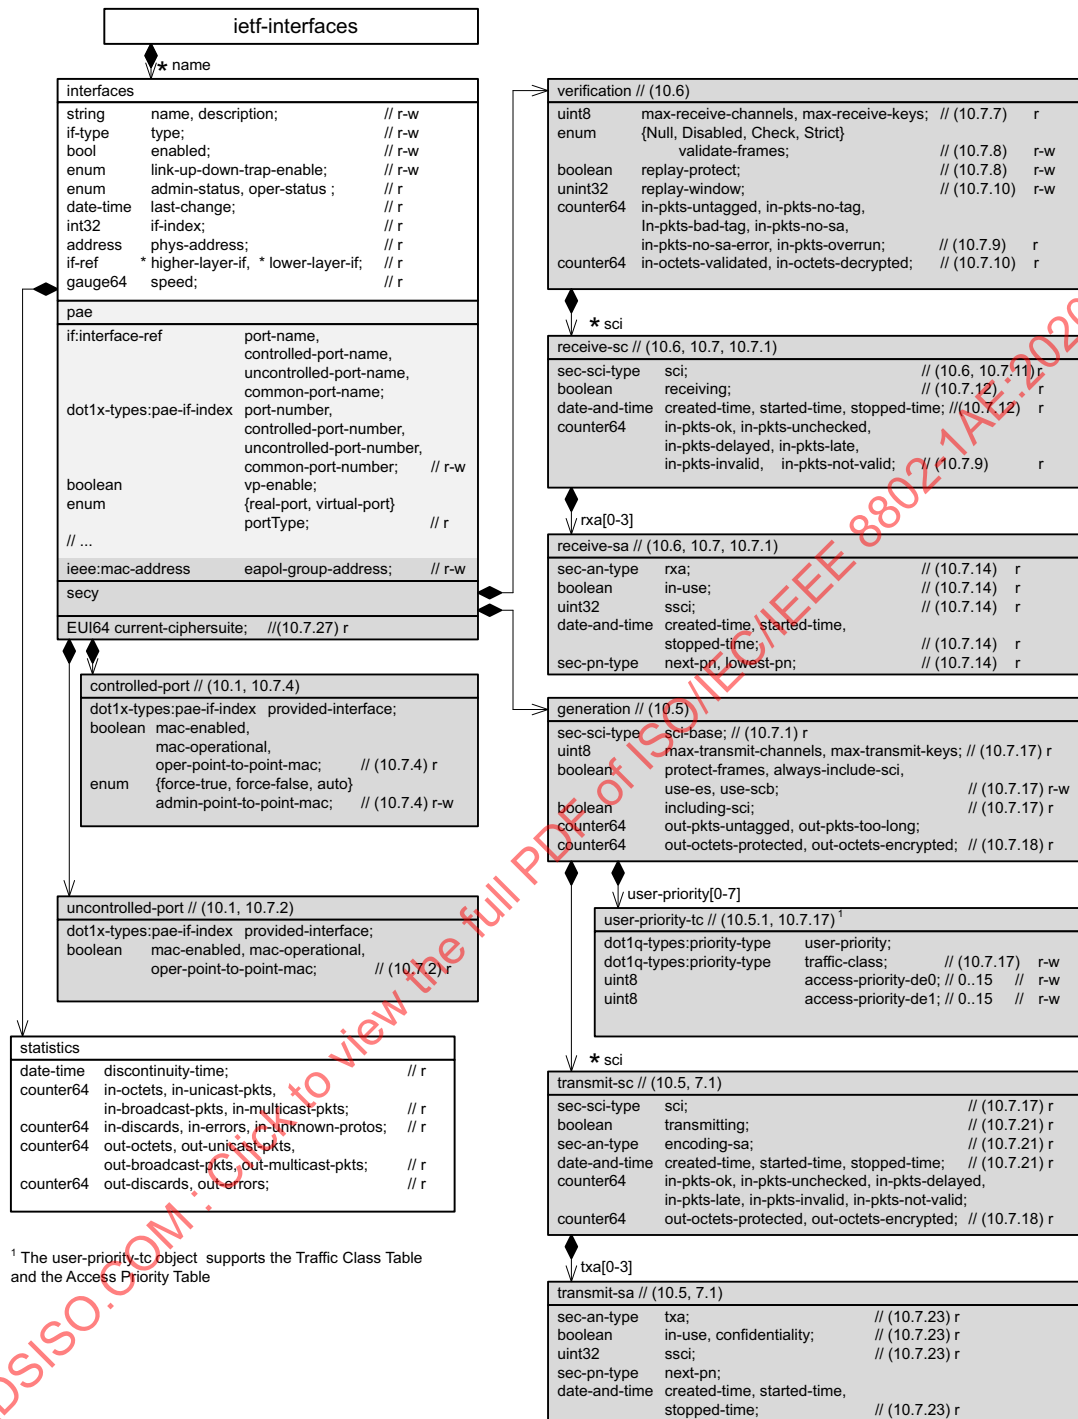 ietf-interfaces
* name
interfaces
string name, description; // r-w
if-type type; // r-w
bool enabled; // r-w
enum link-up-down-trap-enable; // r-w
enum admin-status, oper-status ; // r
date-time last-change; // r
int32 if-index; // r
address phys-address; // r
if-ref * higher-layer-if, * lower-layer-if; // r
gauge64 speed; // r
pae
if:interface-ref port-name,
controlled-port-name,
uncontrolled-port-name,
common-port-name;
dot1x-types:pae-if-index port-number,
controlled-port-number,
uncontrolled-port-number,
common-port-number; // r-w
boolean vp-enable;
enum {real-port, virtual-port}
portType; // r
// ...
ieee:mac-address eapol-group-address; // r-w
secy
EUI64 current-ciphersuite; //(10.7.27) r
controlled-port // (10.1, 10.7.4)
dot1x-types:pae-if-index provided-interface;
boolean mac-enabled,
mac-operational,
oper-point-to-point-mac; // (10.7.4) r
enum {force-true, force-false, auto}
admin-point-to-point-mac; // (10.7.4) r-w
uncontrolled-port // (10.1, 10.7.2)
dot1x-types:pae-if-index provided-interface;
boolean mac-enabled, mac-operational,
oper-point-to-point-mac; // (10.7.2) r
statistics
date-time discontinuity-time; // r
counter64 in-octets, in-unicast-pkts,
in-broadcast-pkts, in-multicast-pkts; // r
counter64 in-discards, in-errors, in-unknown-protos; // r
counter64 out-octets, out-unicast-pkts,
out-broadcast-pkts, out-multicast-pkts; // r
counter64 out-discards, out-errors; // r
1 The user-priority-tc object supports the Traffic Class Table
and the Access Priority Table
verification // (10.6)
uint8 max-receive-channels, max-receive-keys; // (10.7.7) r
enum {Null, Disabled, Check, Strict}
validate-frames; // (10.7.8) r-w
boolean replay-protect; // (10.7.8) r-w
unint32 replay-window; // (10.7.10) r-w
counter64 in-pkts-untagged, in-pkts-no-tag,
In-pkts-bad-tag, in-pkts-no-sa,
in-pkts-no-sa-error, in-pkts-overrun; // (10.7.9) r
counter64 in-octets-validated, in-octets-decrypted; // (10.7.10) r
* sci
receive-sc // (10.6, 10.7, 10.7.1)
sec-sci-type sci; // (10.6, 10.7.11) r
boolean receiving; // (10.7.12) r
date-and-time created-time, started-time, stopped-time; //(10.7.12) r
counter64 in-pkts-ok, in-pkts-unchecked,
in-pkts-delayed, in-pkts-late,
in-pkts-invalid, in-pkts-not-valid; // (10.7.9) r
rxa[0-3]
receive-sa // (10.6, 10.7, 10.7.1)
sec-an-type rxa; // (10.7.14) r
boolean in-use; // (10.7.14) r
uint32 ssci; // (10.7.14) r
date-and-time created-time, started-time,
stopped-time; // (10.7.14) r
sec-pn-type next-pn, lowest-pn; // (10.7.14) r
generation // (10.5)
sec-sci-type sci-base; // (10.7.1) r
uint8 max-transmit-channels, max-transmit-keys; // (10.7.17) r
boolean protect-frames, always-include-sci,
use-es, use-scb; // (10.7.17) r-w
boolean including-sci; // (10.7.17) r
counter64 out-pkts-untagged, out-pkts-too-long;
counter64 out-octets-protected, out-octets-encrypted; // (10.7.18) r
user-priority[0-7]
user-priority-tc // (10.5.1, 10.7.17) 1
dot1q-types:priority-type user-priority;
dot1q-types:priority-type traffic-class; // (10.7.17) r-w
uint8 access-priority-de0; // 0..15 // r-w
uint8 access-priority-de1; // 0..15 // r-w
* sci
transmit-sc // (10.5, 7.1)
sec-sci-type sci; // (10.7.17) r
boolean transmitting; // (10.7.21) r
sec-an-type encoding-sa; // (10.7.21) r
date-and-time created-time, started-time, stopped-time; // (10.7.21) r
counter64 in-pkts-ok, in-pkts-unchecked, in-pkts-delayed,
in-pkts-late, in-pkts-invalid, in-pkts-not-valid;
counter64 out-octets-protected, out-octets-encrypted; // (10.7.18) r
txa[0-3]
transmit-sa // (10.5, 7.1)
sec-an-type txa; // (10.7.23) r
boolean in-use, confidentiality; // (10.7.23) r
uint32 ssci; // (10.7.23) r
sec-pn-type next-pn;
date-and-time created-time, started-time,
stopped-time; // (10.7.23) r
DSISO.COM : Click to view the full PDF of ISO/IEC/IEEE 8802-1AE:2020